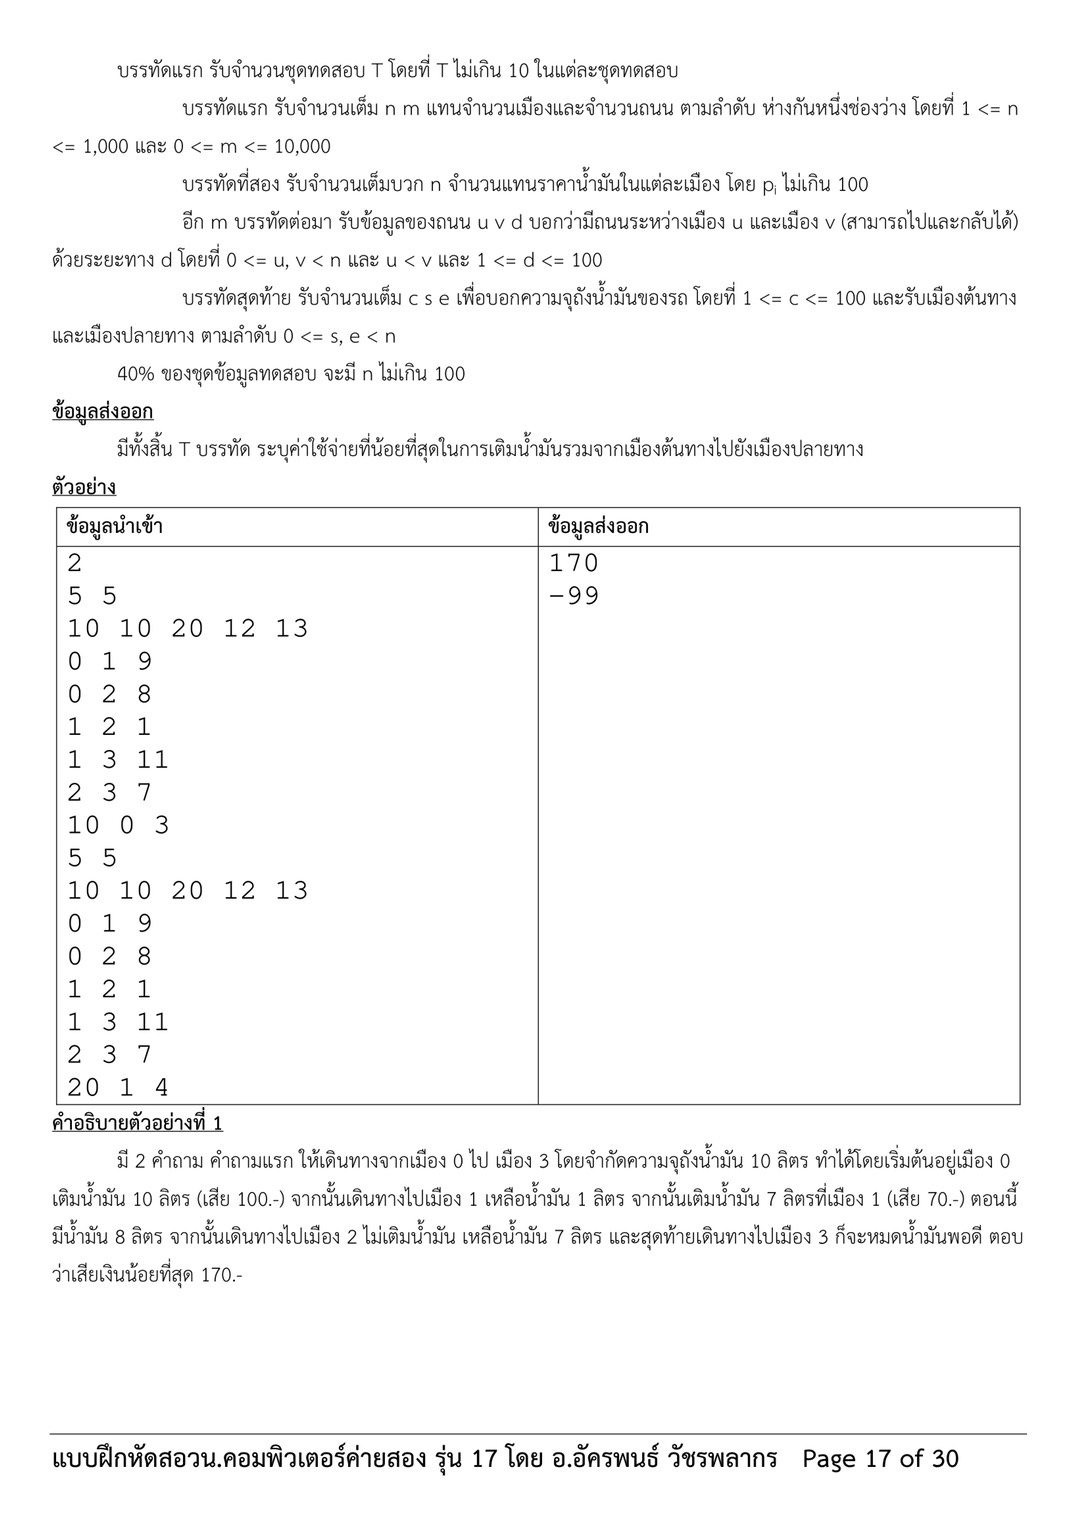 บรรทัดแรก รับจำนวนชุดทดสอบ T โดยที่ T ไม่เกิน 10 ในแต่ละชุดทดสอบ
บรรทัดแรก รับจำนวนเต็ม n m แทนจำนวนเมืองและจำนวนถนน ตามลำดับ ห่างกันหนึ่งช่องว่าง โดยที่ 1 <= n
<= 1,000 และ 0 <= m <= 10,000
บรรทัดที่สอง รับจำนวนเต็มบวก n จำนวนแทนราคาน้ำมันในแต่ละเมือง โดย pi ไม่เกิน 100
อีก m บรรทัดต่อมา รับข้อมูลของถนน u v d บอกว่ามีถนนระหว่างเมือง u และเมือง v (สามารถไปและกลับได้)
ด้วยระยะทาง d โดยที่ 0 <= u, v < n และ u < v และ 1 <= d <= 100
บรรทัดสุดท้าย รับจำนวนเต็ม c s e เพื่อบอกความจุถังน้ำมันของรถ โดยที่ 1 <= c <= 100 และรับเมืองต้นทาง
และเมืองปลายทาง ตามลำดับ 0 <= s, e < n
40% ของชุดข้อมูลทดสอบ จะมี n ไม่เกิน 100
ข้อมูลส่งออก
มีทั้งสิ้น T บรรทัด ระบุค่าใช้จ่ายที่น้อยที่สุดในการเติมน้ำมันรวมจากเมืองต้นทางไปยังเมืองปลายทาง
ตัวอย่าง
ข้อมูลนำเข้า
2
5 5
10 10 20 12 13
0 1 9
0 2 8
1 2 1
1 3 11
2 3 7
10 0 3
5 5
10 10 20 12 13
0 1 9
0 2 8
1 2 1
1 3 11
2 3 7
20 1 4
ข้อมูลส่งออก
170
-99
คำอธิบายตัวอย่างที่ 1
มี 2 คำถาม คำถามแรก ให้เดินทางจากเมือง 0 ไป เมือง 3 โดยจำกัดความจุถังน้ำมัน 10 ลิตร ทำได้โดยเริ่มต้นอยู่เมือง 0
เติมน้ำมัน 10 ลิตร (เสีย 100.-) จากนั้นเดินทางไปเมือง 1 เหลือน้ำมัน 1 ลิตร จากนั้นเติมน้ำมัน 7 ลิตรที่เมือง 1 (เสีย 70.-) ตอนนี้
มีน้ำมัน 8 ลิตร จากนั้นเดินทางไปเมือง 2 ไม่เติมน้ำมัน เหลือน้ำมัน 7 ลิตร และสุดท้ายเดินทางไปเมือง 3 ก็จะหมดน้ำมันพอดี ตอบ
ว่าเสียเงินน้อยที่สุด 170.-
แบบฝึกหัดสอวน.คอมพิวเตอร์ค่ายสอง รุ่น 17 โดย อ.อัครพนธ์ วัชรพลากร Page 17 of 30